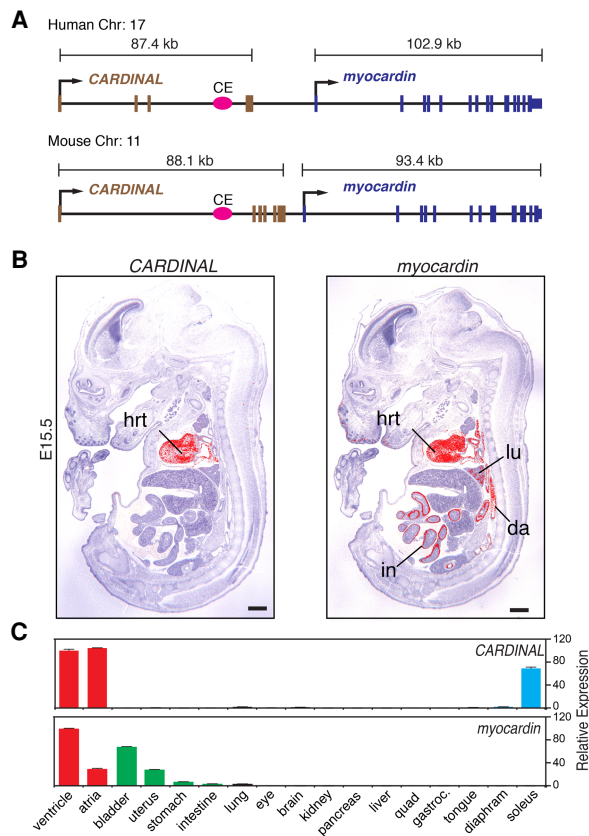 A
Human Chr: 17
87.4 kb
102.9 kb
CARDINAL
CE
myocardin
Mouse Chr: 11
88.1 kb
93.4 kb
CARDINAL
CE
myocardin
B
CARDINAL
myocardin
E15.5
hrt
hrt
lu
da
in
C
CARDINAL
120
80
40
0
myocardin
120
80
40
0
Relative Expression
ventricle
atria
bladder
uterus
stomach
intestine
lung
eye
brain
kidney
pancreas
liver
quad
gastroc.
tongue
diaphram
soleus